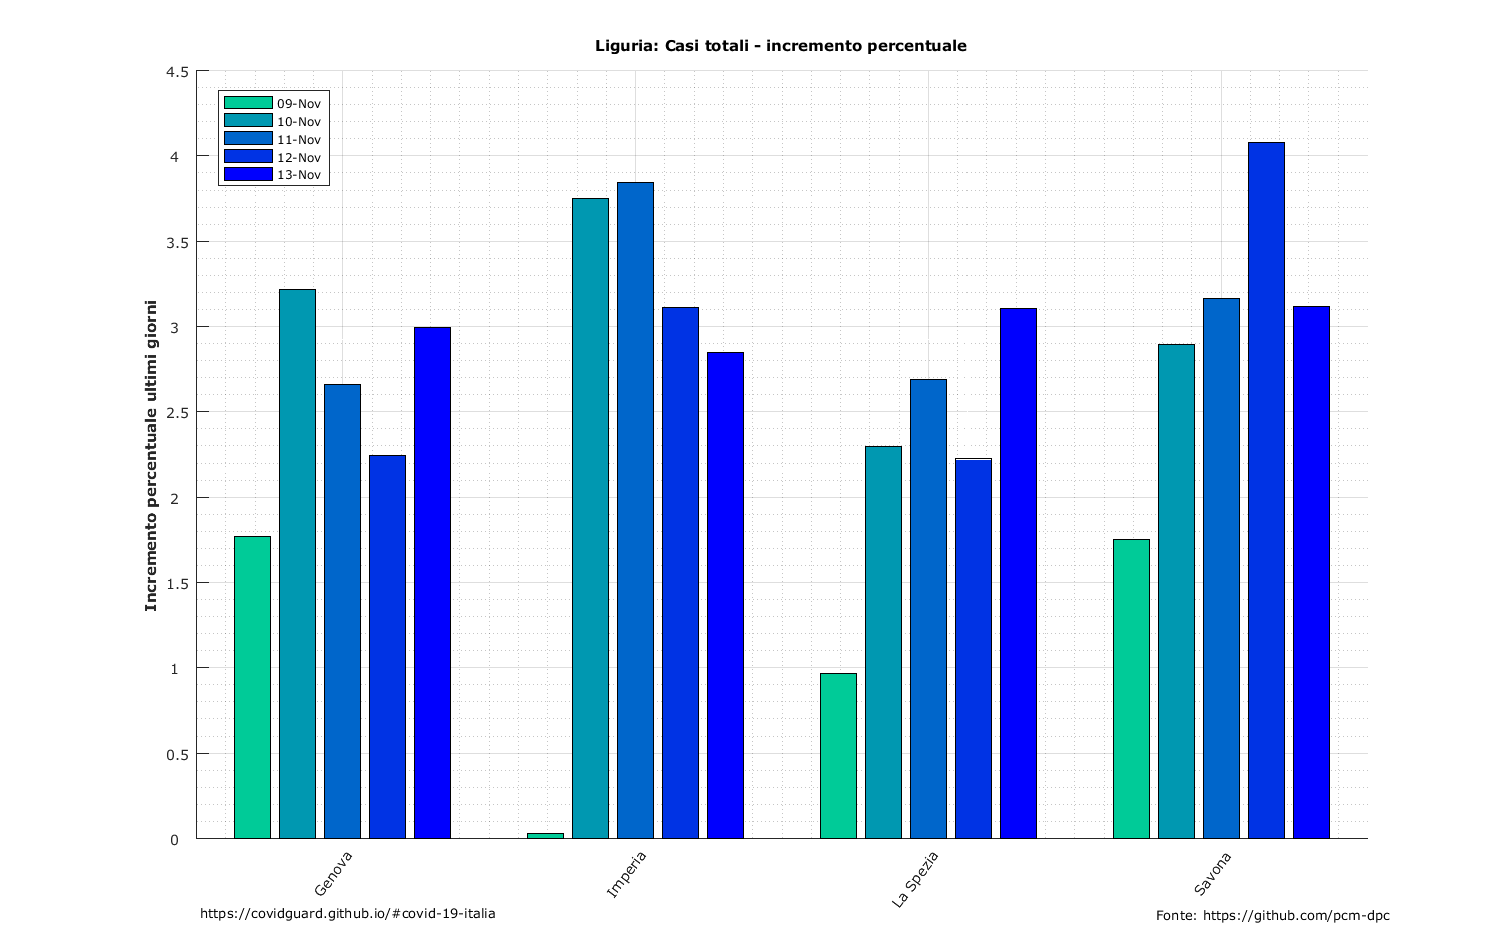 Liguria: Casi totali - incremento percentuale
4.5
4
3.5
3
2.5
2
1.5
1
0.5
0
Incremento percentuale ultimi giorni
09-Nov
10-Nov
11-Nov
12-Nov
13-Nov
Genova
Imperia
La Spezia
Savona
https://covidguard.github.io/#covid-19-italia
Fonte: https://github.com/pcm-dpc